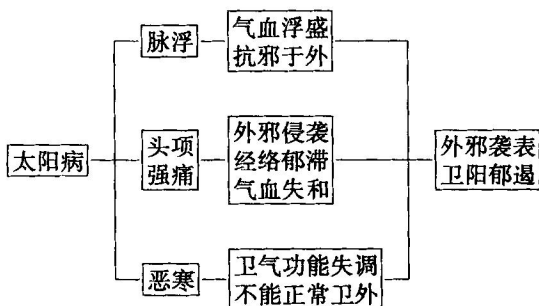 太阳病
脉浮
气血浮盛
抗邪于外
头项
强痛
外邪侵袭
经络郁滞
气血失和
恶寒
卫气功能失调
不能正常卫外
外邪袭表
卫阳郁遏